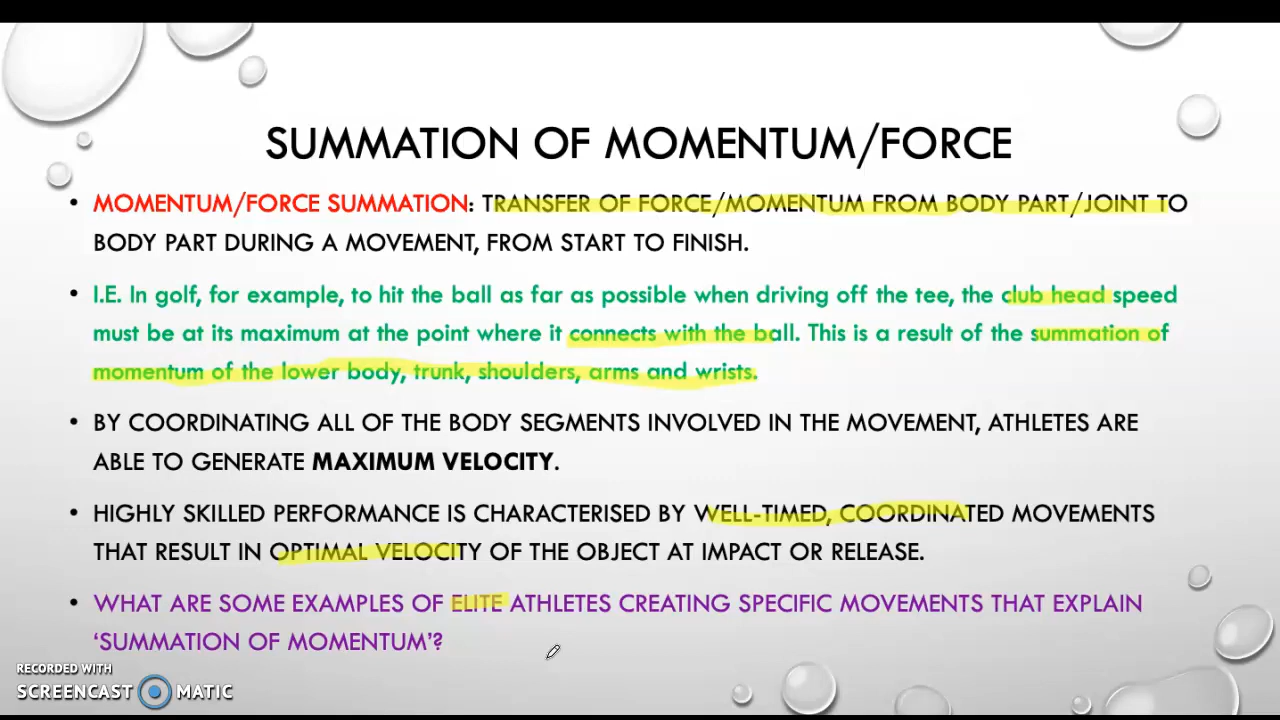 SUMMATION OF MOMENTUM/FORCE
• MOMENTUM/FORCE SUMMATION: TRANSFER OF FORCE/MOMENTUM FROM BODY PART/JOINT TO
BODY PART DURING A MOVEMENT, FROM START TO FINISH.
• I.E. In golf, for example, to hit the ball as far as possible when driving off the tee, the club head speed
must be at its maximum at the point where it connects with the ball. This is a result of the summation of
momentum of the lower body, trunk, shoulders, arms and wrists.
• BY COORDINATING ALL OF THE BODY SEGMENTS INVOLVED IN THE MOVEMENT, ATHLETES ARE
ABLE TO GENERATE MAXIMUM VELOCITY.
• HIGHLY SKILLED PERFORMANCE IS CHARACTERISED BY WELL-TIMED, COORDINATED MOVEMENTS
THAT RESULT IN OPTIMAL VELOCITY OF THE OBJECT AT IMPACT OR RELEASE.
• WHAT ARE SOME EXAMPLES OF ELITE ATHLETES CREATING SPECIFIC MOVEMENTS THAT EXPLAIN
‘SUMMATION OF MOMENTUM’?
RECORDED WITH
SCREENCAST MATIC